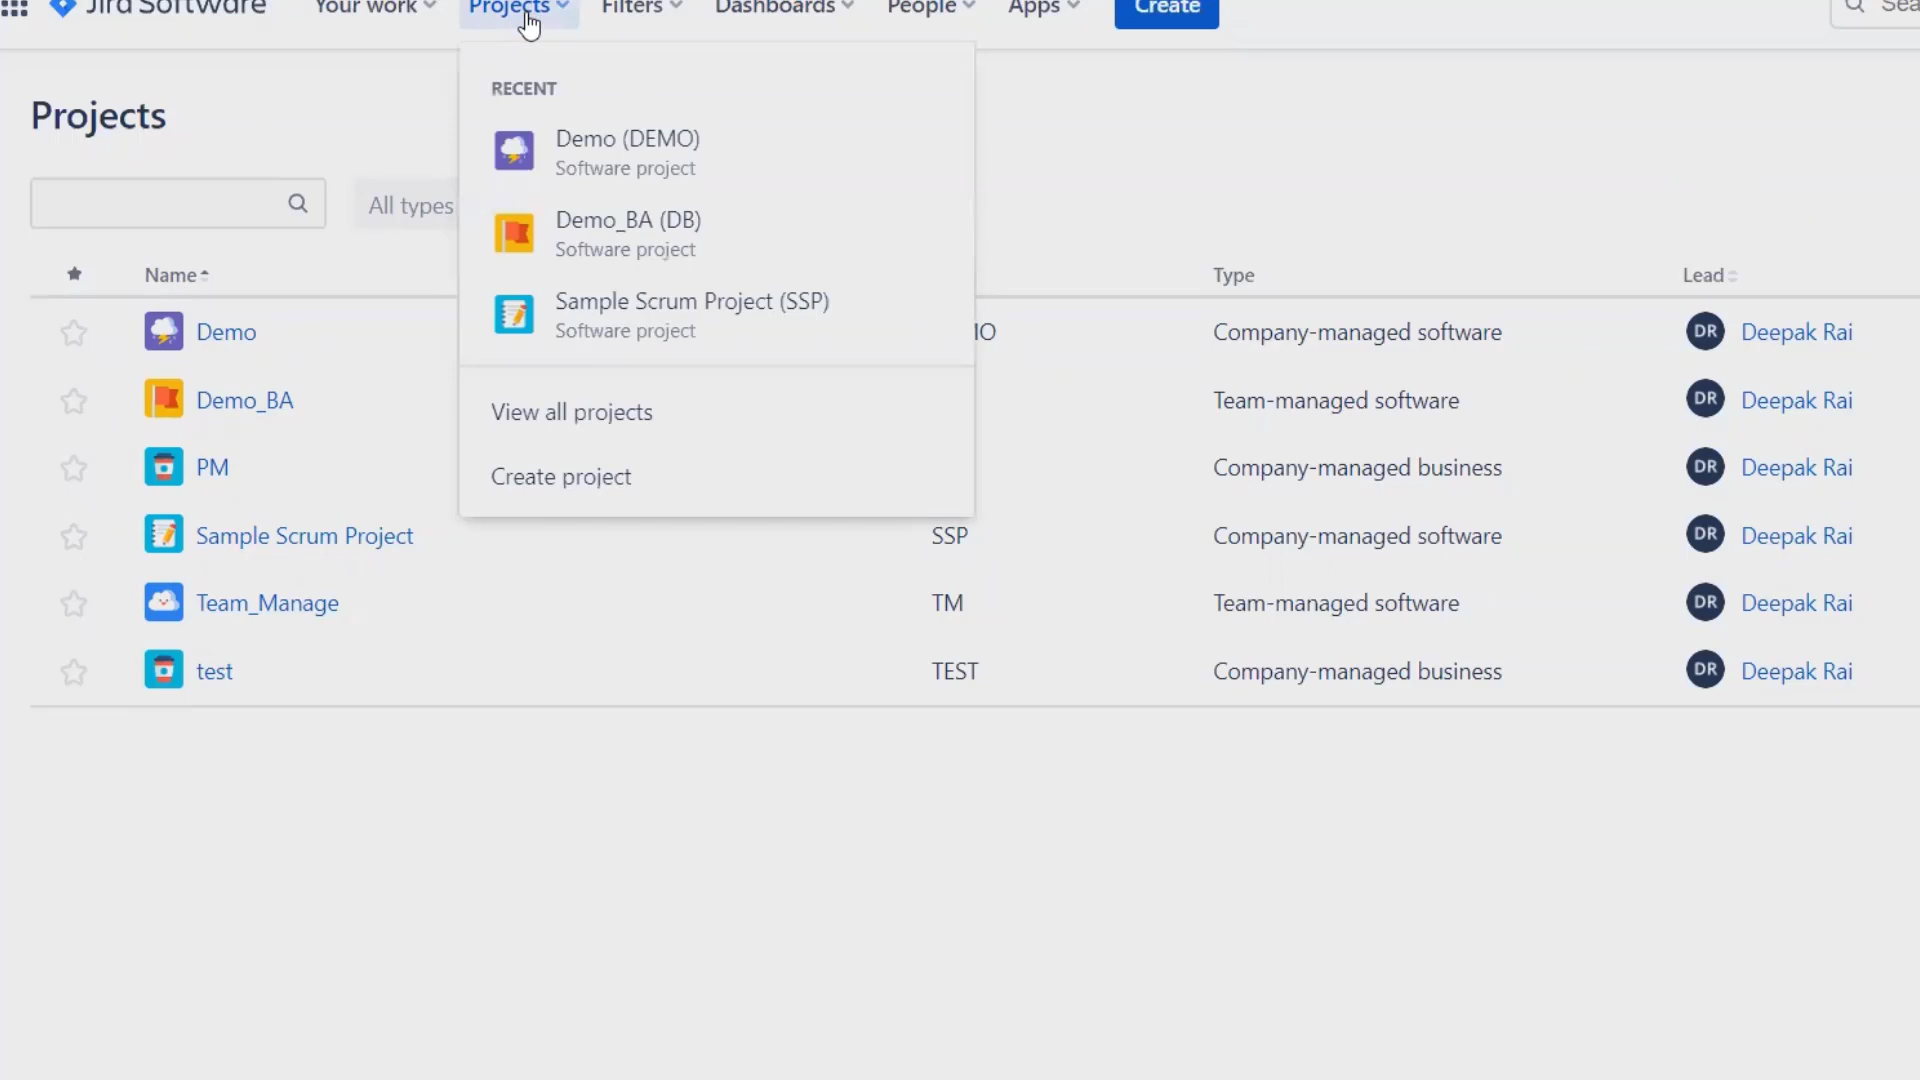 Jira Software Your work Projects Filters Dashboards People Apps Create
Projects
RECENT
Demo (DEMO)
Software project
Demo_BA (DB)
Software project
Sample Scrum Project (SSP)
Software project
View all projects
Create project
All types
Name Type Lead
Demo Company-managed software DR Deepak Rai
Demo_BA Team-managed software DR Deepak Rai
PM Company-managed business DR Deepak Rai
Sample Scrum Project SSP Company-managed software DR Deepak Rai
Team_Manage TM Team-managed software DR Deepak Rai
test TEST Company-managed business DR Deepak Rai